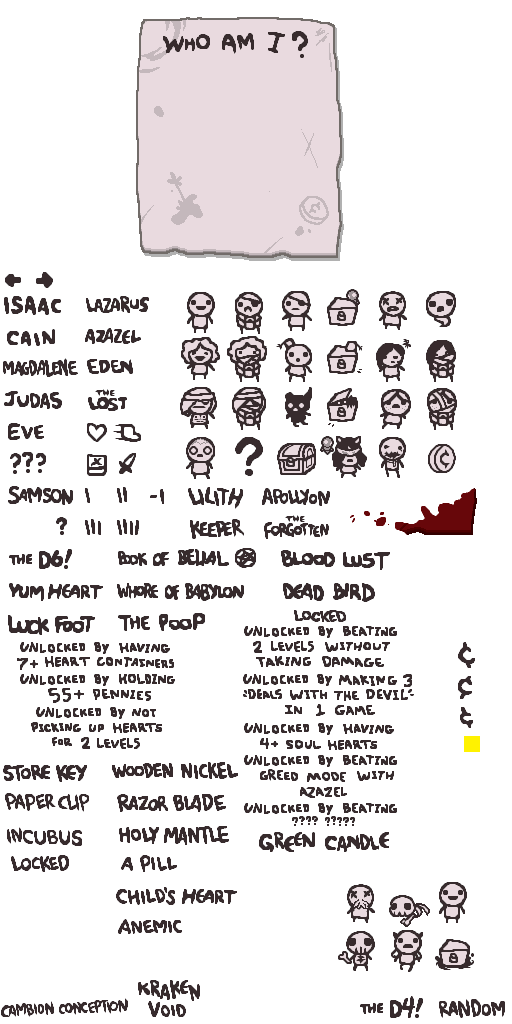 WHO AM I?
ISAAC LAZARUS
CAIN AZAZEL
MAGDALENE EDEN
JUDAS THE LOST
EVE
??? ?
SAMSON 1 11 -1 LILITH APOLLYON
? 111 1111 KEEPER THE FORGOTTEN
THE D6! BOOK OF BELIAL BLOOD LUST
YUM HEART WHORE OF BABYLON DEAD BIRD
LUCK FOOT THE POOP
LOCKED
UNLOCKED BY HAVING
7+ HEART CONTAINERS
UNLOCKED BY HOLDING
55+ PENNIES
UNLOCKED BY NOT
PICKING UP HEARTS
FOR 2 LEVELS
UNLOCKED BY BEATING
2 LEVELS WITHOUT
TAKING DAMAGE
UNLOCKED BY MAKING 3
"DEALS WITH THE DEVIL"
IN 1 GAME
UNLOCKED BY HAVING
4+ SOUL HEARTS
UNLOCKED BY BEATING
GREED MODE WITH
AZAZEL
UNLOCKED BY BEATING
???? ?????
¢
¢
¢
STORE KEY WOODEN NICKEL
PAPER CLIP RAZOR BLADE
INCUBUS HOLY MANTLE GREEN CANDLE
LOCKED A PILL
CHILD'S HEART
ANEMIC
CAMBION CONCEPTION KRAKEN
VOID THE D4! RANDOM